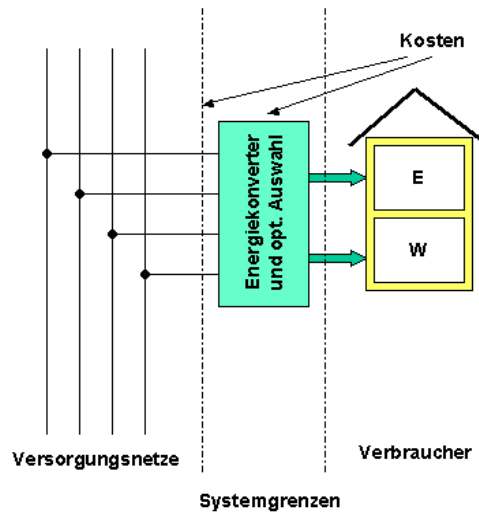 Kosten
Energiekonverter
und opt. Auswahl
E
W
Versorgungsnetze
Verbraucher
Systemgrenzen